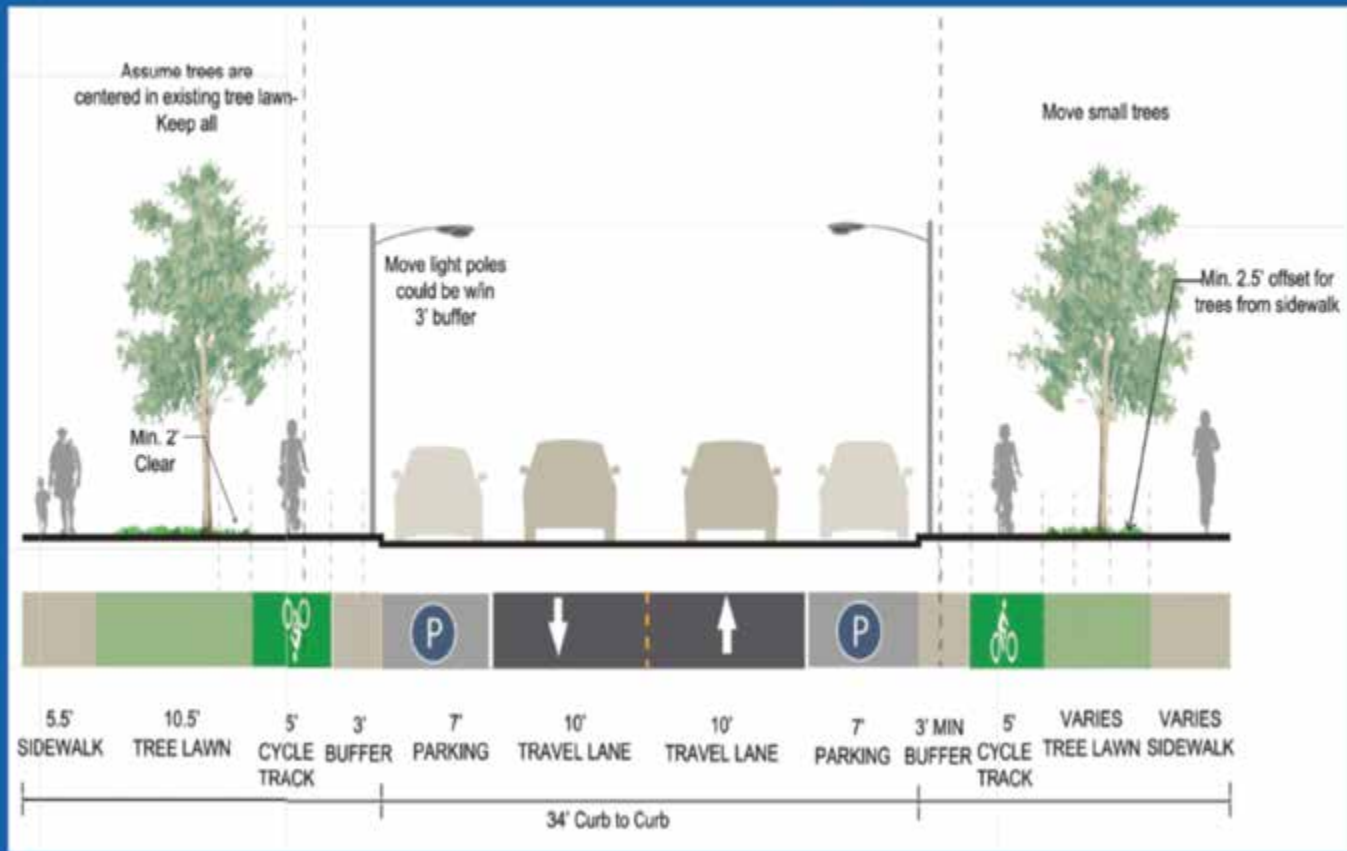 Assume trees are
centered in existing tree lawn-
Keep all
Move small trees
Move light poles
could be w/in
3' buffer
Min. 2.5' offset for
trees from sidewalk
Min. 2'
Clear
P
P
5.5'
SIDEWALK
10.5'
TREE LAWN
5'
CYCLE
TRACK
3'
BUFFER
7'
PARKING
10'
TRAVEL LANE
10'
TRAVEL LANE
7'
PARKING
3' MIN
BUFFER
5'
CYCLE
TRACK
VARIES
TREE LAWN
VARIES
SIDEWALK
34' Curb to Curb